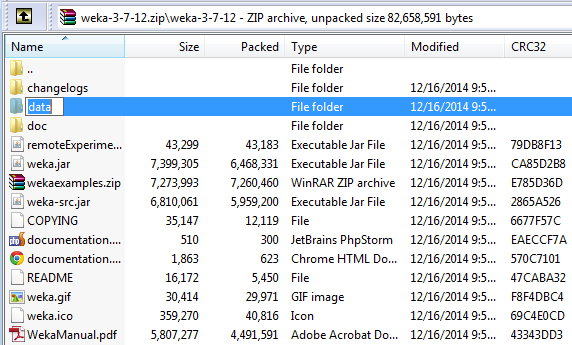 weka-3-7-12.zip\weka-3-7-12 - ZIP archive, unpacked size 82,658,591 bytes
Name Size Packed Type Modified CRC32
.. File folder
changelogs File folder 12/16/2014 9:5...
data File folder 12/16/2014 9:5...
doc File folder 12/16/2014 9:5...
remoteExperime... 43,299 43,183 Executable Jar File 12/16/2014 9:5... 79DB8F13
weka.jar 7,399,305 6,468,331 Executable Jar File 12/16/2014 9:5... CA85D2B8
wekaexamples.zip 7,273,993 7,260,460 WinRAR ZIP archive 12/16/2014 9:5... E785D36D
weka-src.jar 6,810,061 5,959,200 Executable Jar File 12/16/2014 9:5... 2865A526
COPYING 35,147 12,119 File 12/16/2014 9:5... 6677F57C
documentation.... 510 300 JetBrains PhpStorm 12/16/2014 9:5... EAECCF7A
documentation.... 1,863 623 Chrome HTML Do... 12/16/2014 9:5... 570C7101
README 16,172 5,450 File 12/16/2014 9:5... 47CABA32
weka.gif 30,414 29,971 GIF image 12/16/2014 9:5... F8F4DBC4
weka.ico 359,270 40,816 Icon 12/16/2014 9:5... 69C4E0CD
WekaManual.pdf 5,807,277 4,491,591 Adobe Acrobat Do... 12/16/2014 9:5... 43343DD3